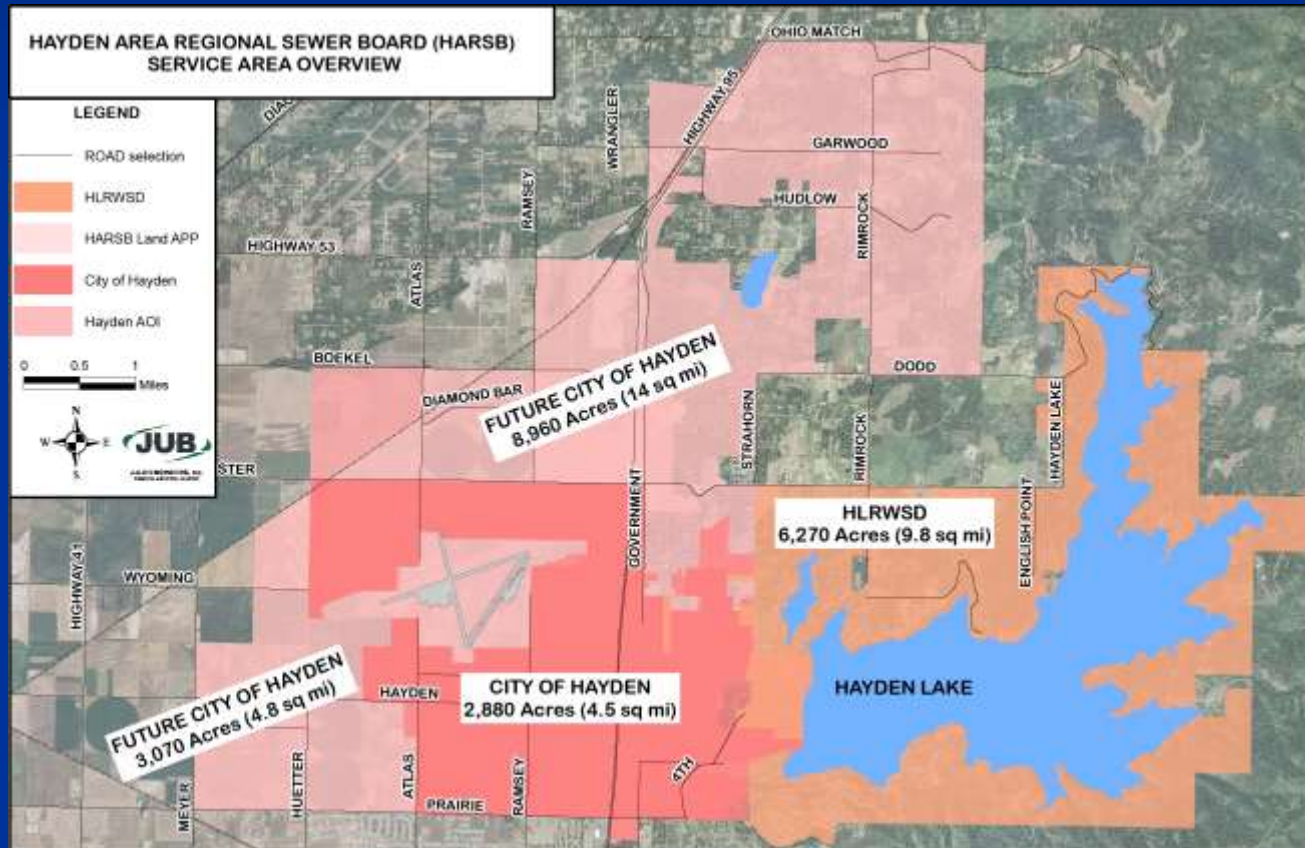 HAYDEN AREA REGIONAL SEWER BOARD (HARSB)
SERVICE AREA OVERVIEW
LEGEND
ROAD selection
HLRWSD
HARSB Land APP
City of Hayden
Hayden AOI
0 0.5 1
Miles
N
W E
S
JUB
OHIO MATCH
HIGHWAY 95
WRANGLER
GARWOOD
RAMSEY
HUDLOW
RIMROCK
HIGHWAY 53
ATLAS
BOEKEL
DIAMOND BAR
DODD
FUTURE CITY OF HAYDEN
8,960 Acres (14 sq mi)
STRAHORN
RIMROCK
HAYDEN LAKE
STER
GOVERNMENT
HLRWSD
6,270 Acres (9.8 sq mi)
ENGLISH POINT
HIGHWAY 41
WYOMING
FUTURE CITY OF HAYDEN
3,070 Acres (4.8 sq mi)
HAYDEN
CITY OF HAYDEN
2,880 Acres (4.5 sq mi)
HAYDEN LAKE
MEYER
HUETTER
ATLAS
PRAIRIE
RAMSEY
4TH